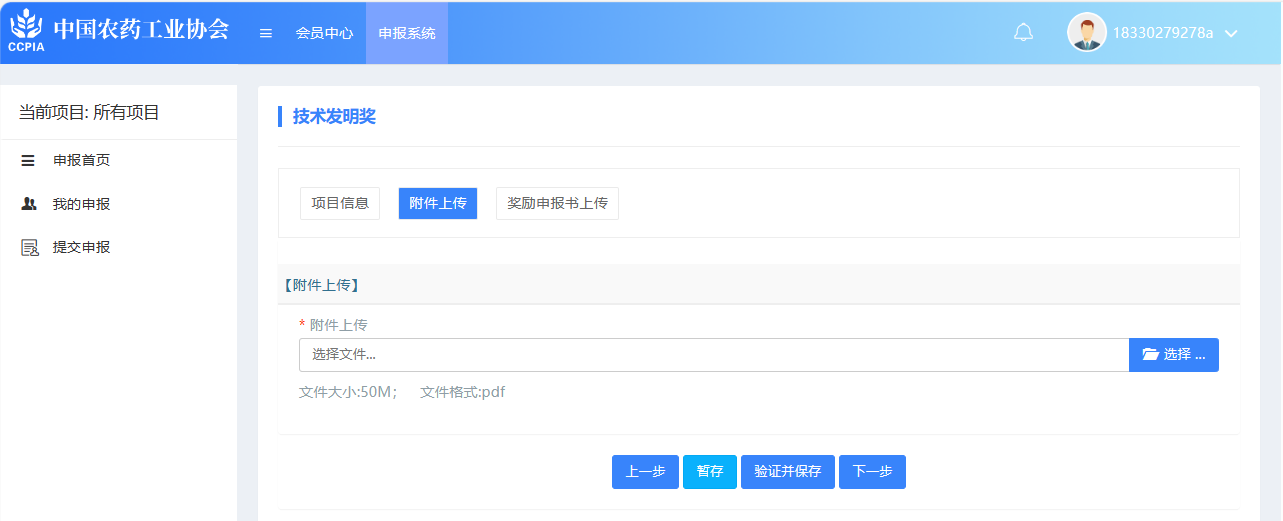 中国农药工业协会
CCPIA
会员中心
申报系统
18330279278a
当前项目: 所有项目
申报首页
我的申报
提交申报
技术发明奖
项目信息
附件上传
奖励申报书上传
【附件上传】
* 附件上传
选择文件...
选择 ...
文件大小:50M； 文件格式:pdf
上一步
暂存
验证并保存
下一步